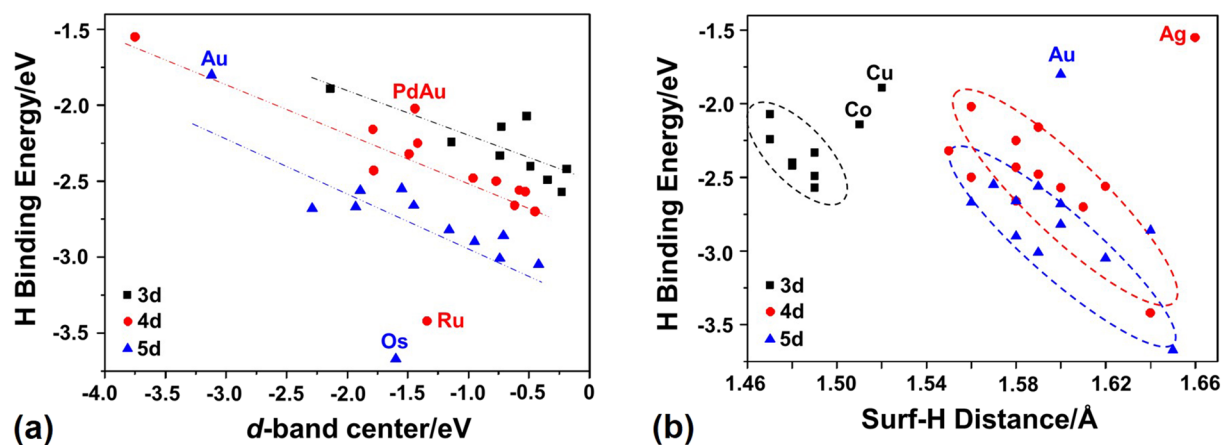 H Binding Energy/eV
-1.5
-2.0
-2.5
-3.0
-3.5
Au
PdAu
3d
4d
5d
Ru
Os
-4.0 -3.5 -3.0 -2.5 -2.0 -1.5 -1.0 -0.5 0
(a)
d-band center/eV
H Binding Energy/eV
-1.5
-2.0
-2.5
-3.0
-3.5
Ag
Au
Cu
Co
3d
4d
5d
1.46 1.50 1.54 1.58 1.62 1.66
(b)
Surf-H Distance/Å